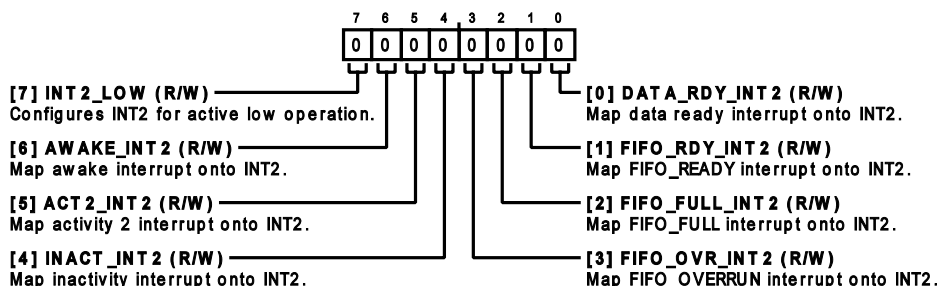 7 6 5 4 3 2 1 0
0 0 0 0 0 0 0 0
[7] INT2_LOW (R/W)
Configures INT2 for active low operation.
[6] AWAKE_INT2 (R/W)
Map awake interrupt onto INT2.
[5] ACT2_INT2 (R/W)
Map activity 2 interrupt onto INT2.
[4] INACT_INT2 (R/W)
Map inactivity interrupt onto INT2.
[0] DATA_RDY_INT2 (R/W)
Map data ready interrupt onto INT2.
[1] FIFO_RDY_INT2 (R/W)
Map FIFO_READY interrupt onto INT2.
[2] FIFO_FULL_INT2 (R/W)
Map FIFO_FULL interrupt onto INT2.
[3] FIFO_OVR_INT2 (R/W)
Map FIFO_OVERRUN interrupt onto INT2.